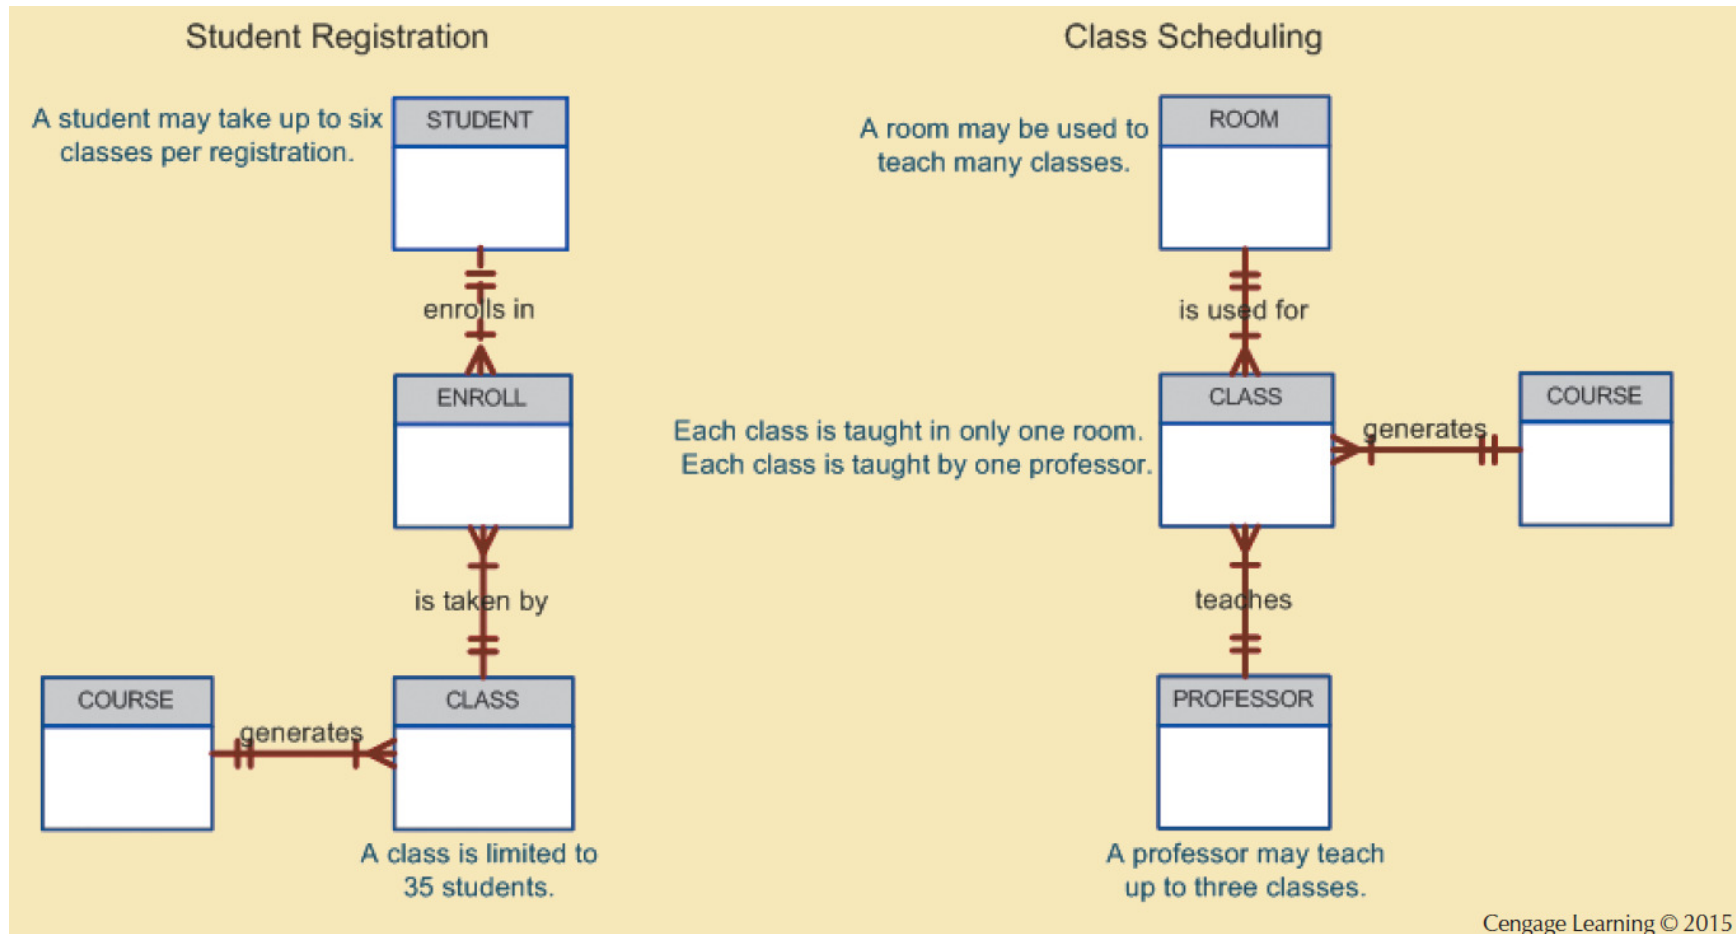 Student Registration
A student may take up to six
classes per registration.
STUDENT
enrolls in
ENROLL
is taken by
COURSE
generates
CLASS
A class is limited to
35 students.
Class Scheduling
A room may be used to
teach many classes.
ROOM
is used for
CLASS
generates
COURSE
Each class is taught in only one room.
Each class is taught by one professor.
teaches
PROFESSOR
A professor may teach
up to three classes.
Cengage Learning © 2015